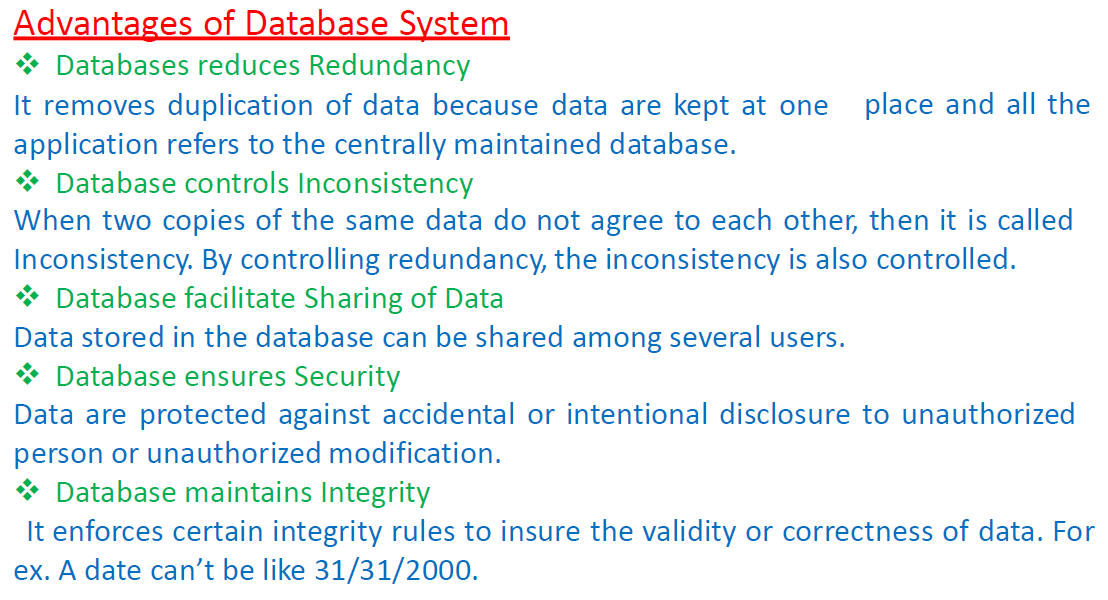 Advantages of Database System
❖ Databases reduces Redundancy
It removes duplication of data because data are kept at one place and all the
application refers to the centrally maintained database.
❖ Database controls Inconsistency
When two copies of the same data do not agree to each other, then it is called
Inconsistency. By controlling redundancy, the inconsistency is also controlled.
❖ Database facilitate Sharing of Data
Data stored in the database can be shared among several users.
❖ Database ensures Security
Data are protected against accidental or intentional disclosure to unauthorized
person or unauthorized modification.
❖ Database maintains Integrity
It enforces certain integrity rules to insure the validity or correctness of data. For
ex. A date can’t be like 31/31/2000.